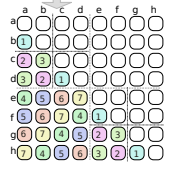 a b c d e f g h
a
b 1
c 2 3
d 3 2 1
e 4 5 6 7
f 5 6 7 4 1
g 6 7 4 5 2 3
h 7 4 5 6 3 2 1